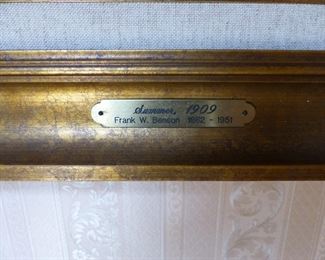 Summer, 1909
Frank W. Benson 1862 - 1951